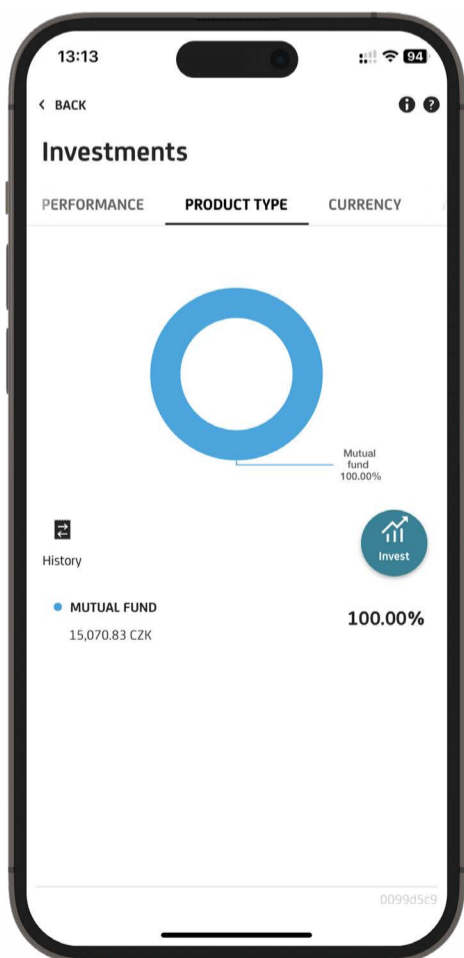 13:13
94
< BACK
i ?
Investments
PERFORMANCE PRODUCT TYPE CURRENCY
Mutual
fund
100.00%
History
Invest
MUTUAL FUND
100.00%
15,070.83 CZK
0099d5c9